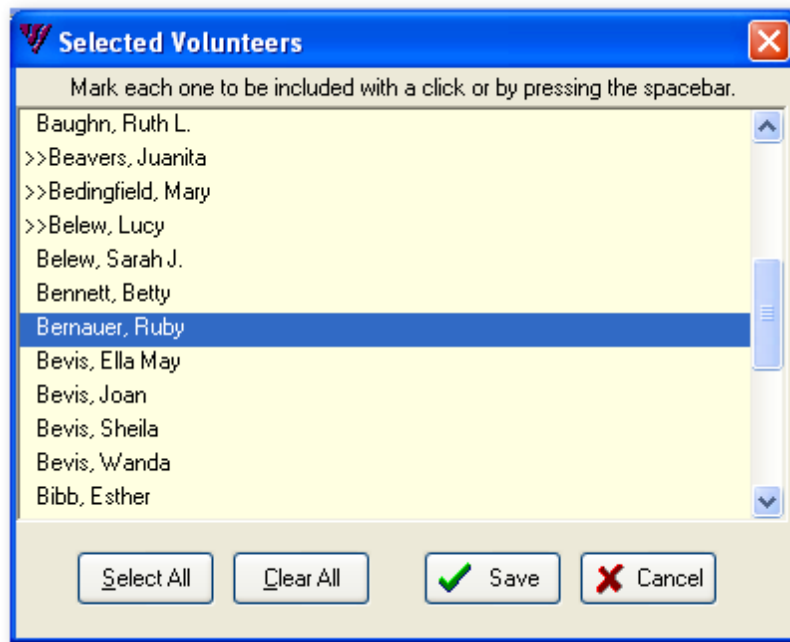 Selected Volunteers
Mark each one to be included with a click or by pressing the spacebar.
Baughn, Ruth L.
>>Beavers, Juanita
>>Bedingfield, Mary
>>Belew, Lucy
Belew, Sarah J.
Bennett, Betty
Bernauer, Ruby
Bevis, Ella May
Bevis, Joan
Bevis, Sheila
Bevis, Wanda
Bibb, Esther
Select All Clear All Save Cancel